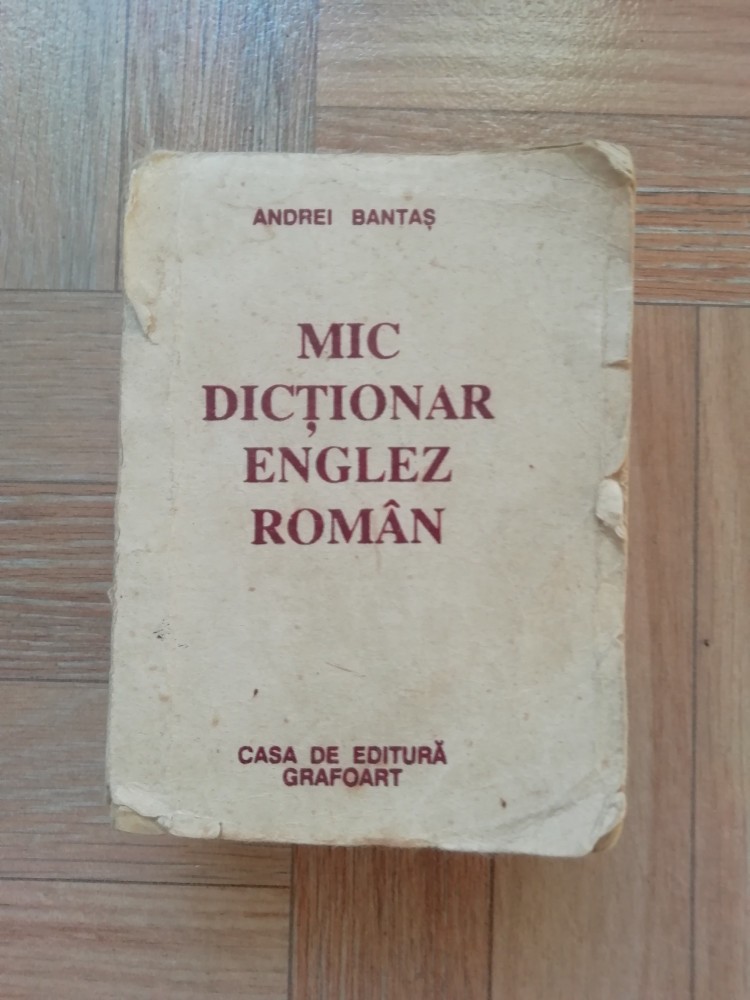 ANDREI BANTAȘ
MIC
DICȚIONAR
ENGLEZ
ROMÂN
CASA DE EDITURĂ
GRAFOART